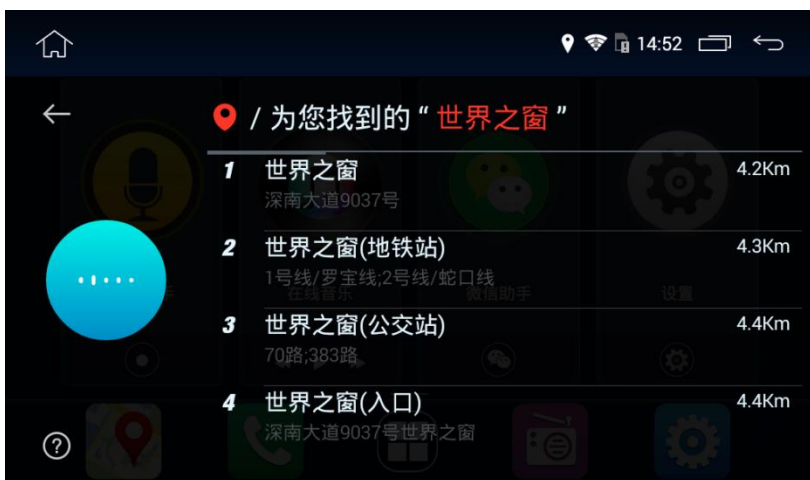 14:52
/ 为您找到的 “ 世界之窗 ”
1 世界之窗 4.2Km
深南大道9037号
2 世界之窗(地铁站) 4.3Km
1号线/罗宝线;2号线/蛇口线
在线音乐 微信助手 设置
3 世界之窗(公交站) 4.4Km
70路;383路
4 世界之窗(入口) 4.4Km
深南大道9037号世界之窗